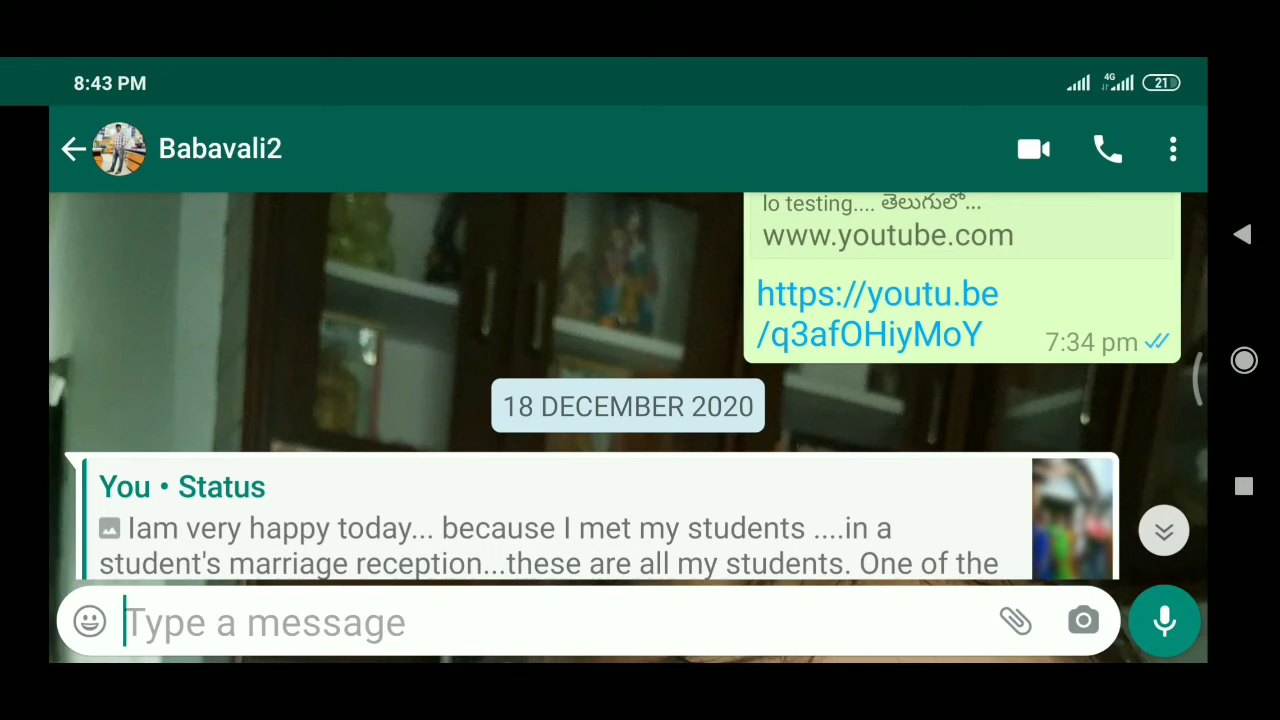 8:43 PM
4G
21
Babavali2
lo testing.... తెలుగులో...
www.youtube.com
https://youtu.be
/q3afOHiyMoY
7:34 pm
18 DECEMBER 2020
You • Status
Iam very happy today... because I met my students ....in a
student's marriage reception...these are all my students. One of the
Type a message